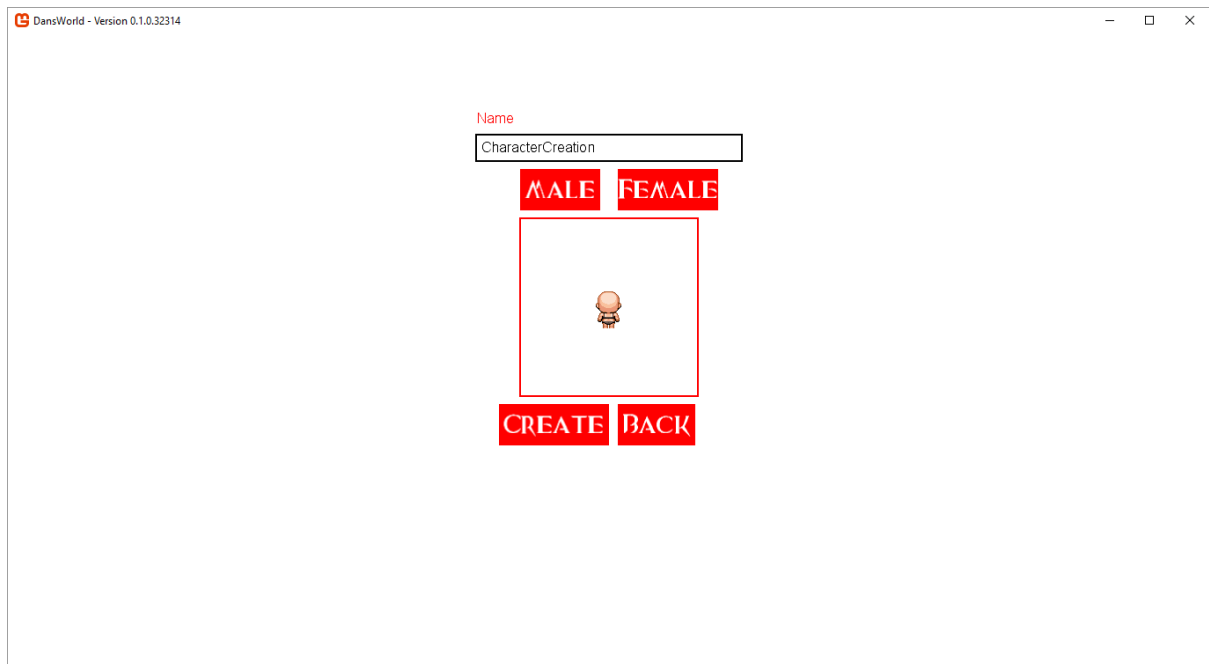 DansWorld - Version 0.1.0.32314
Name
CharacterCreation
MALE FEMALE
CREATE BACK